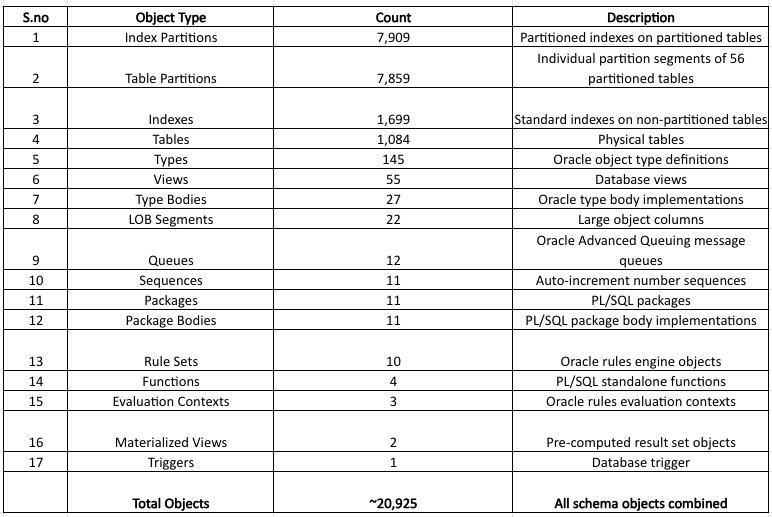 S.no Object Type Count Description
1 Index Partitions 7,909 Partitioned indexes on partitioned tables
Individual partition segments of 56
2 Table Partitions 7,859 partitioned tables
3 Indexes 1,699 Standard indexes on non-partitioned tables
4 Tables 1,084 Physical tables
5 Types 145 Oracle object type definitions
6 Views 55 Database views
7 Type Bodies 27 Oracle type body implementations
8 LOB Segments 22 Large object columns
Oracle Advanced Queuing message
9 Queues 12 queues
10 Sequences 11 Auto-increment number sequences
11 Packages 11 PL/SQL packages
12 Package Bodies 11 PL/SQL package body implementations
13 Rule Sets 10 Oracle rules engine objects
14 Functions 4 PL/SQL standalone functions
15 Evaluation Contexts 3 Oracle rules evaluation contexts
16 Materialized Views 2 Pre-computed result set objects
17 Triggers 1 Database trigger
Total Objects ~20,925 All schema objects combined